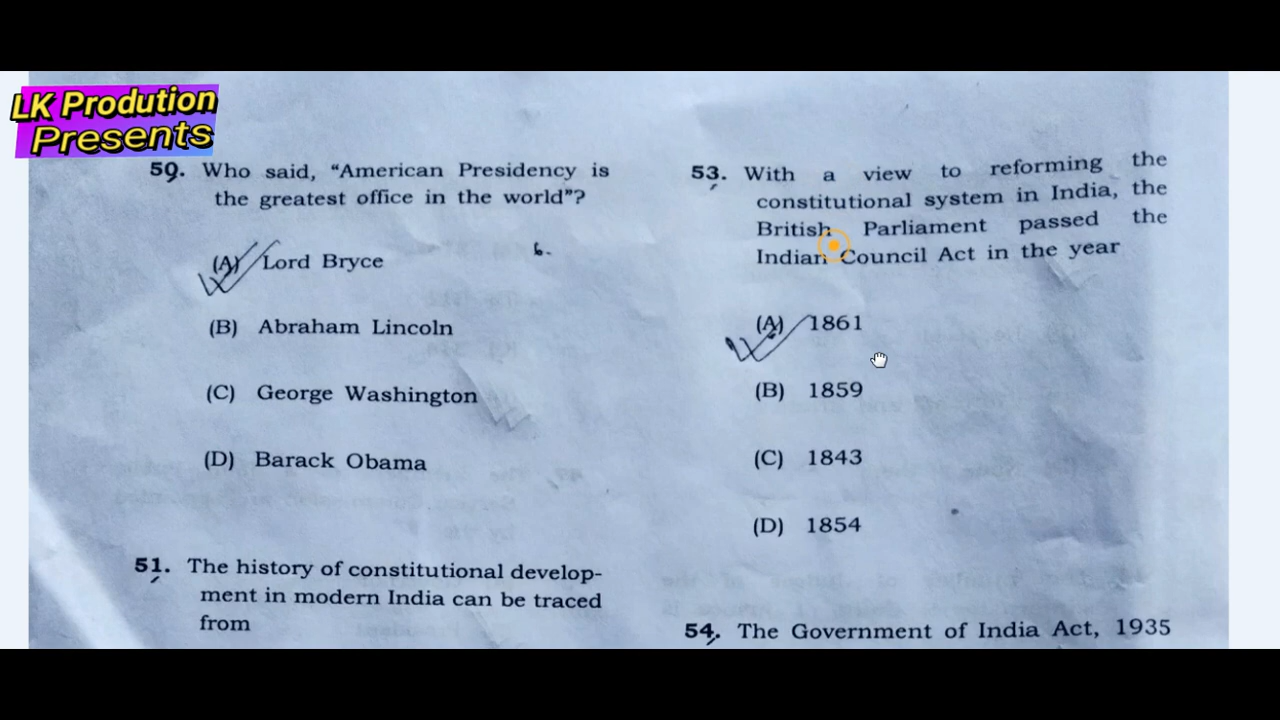 LK Prodution
Presents
50. Who said, "American Presidency is
the greatest office in the world"?
6.
(A) Lord Bryce
(B) Abraham Lincoln
(C) George Washington
(D) Barack Obama
51. The history of constitutional develop-
ment in modern India can be traced
from
53. With a view to reforming the
constitutional system in India, the
British Parliament passed the
Indian Council Act in the year
(A) 1861
(B) 1859
(C) 1843
(D) 1854
54. The Government of India Act, 1935